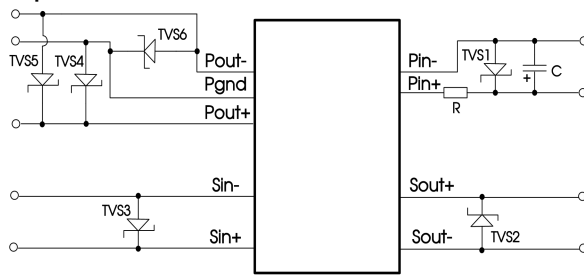 TVS6
TVS5 TVS4
Pout-
Pgnd
Pout+
Pin-
Pin+
TVS1
+
C
R
Sin-
TVS3
Sin+
Sout+
Sout-
TVS2